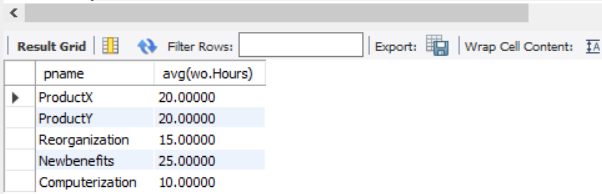 Result Grid Filter Rows: Export: Wrap Cell Content: IA
pname avg(wo.Hours)
ProductX 20.00000
ProductY 20.00000
Reorganization 15.00000
Newbenefits 25.00000
Computerization 10.00000